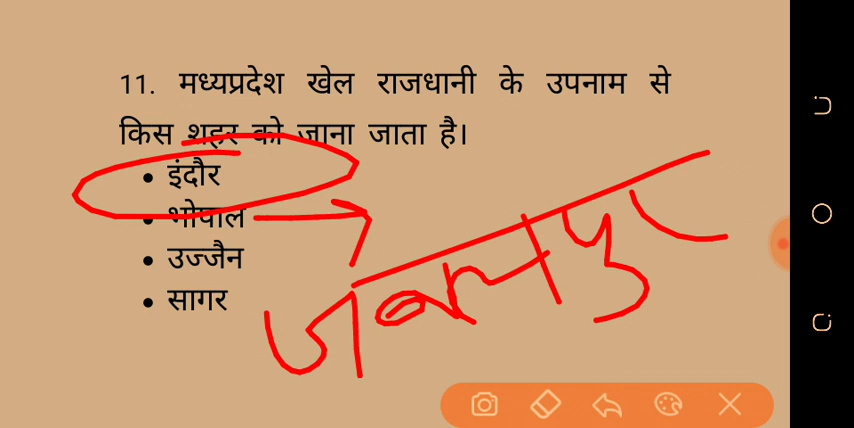 11. मध्यप्रदेश खेल राजधानी के उपनाम से
किस शहर को जाना जाता है।
• इंदौर
• भोपाल
• उज्जैन
• सागर
जबलपुर